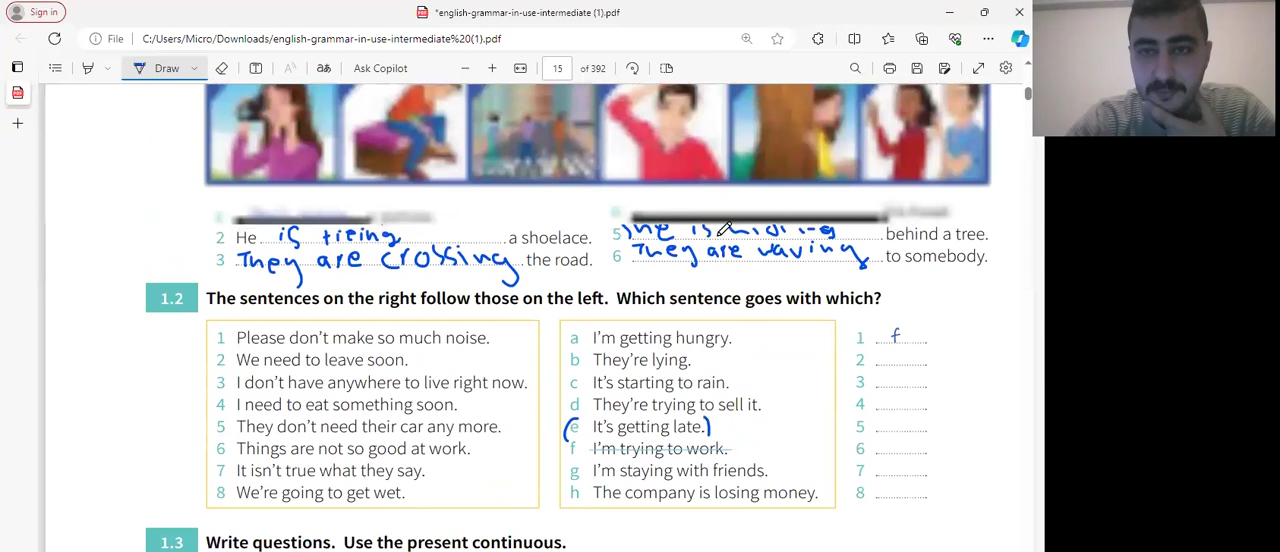 Sign in
*english-grammar-in-use-intermediate (1).pdf
File
C:/Users/Micro/Downloads/english-grammar-in-use-intermediate%20(1).pdf
Draw
Ask Copilot
15 of 392
2 He is tieing a shoelace.
3 They are crossing the road.
5 is behind a tree.
6 They are waving to somebody.
1.2 The sentences on the right follow those on the left. Which sentence goes with which?
1 Please don't make so much noise.
2 We need to leave soon.
3 I don't have anywhere to live right now.
4 I need to eat something soon.
5 They don't need their car any more.
6 Things are not so good at work.
7 It isn't true what they say.
8 We're going to get wet.
a I'm getting hungry.
b They're lying.
c It's starting to rain.
d They're trying to sell it.
(e It's getting late.)
f I'm trying to work.
g I'm staying with friends.
h The company is losing money.
1 f
2
3
4
5
6
7
8
1.3 Write questions. Use the present continuous.